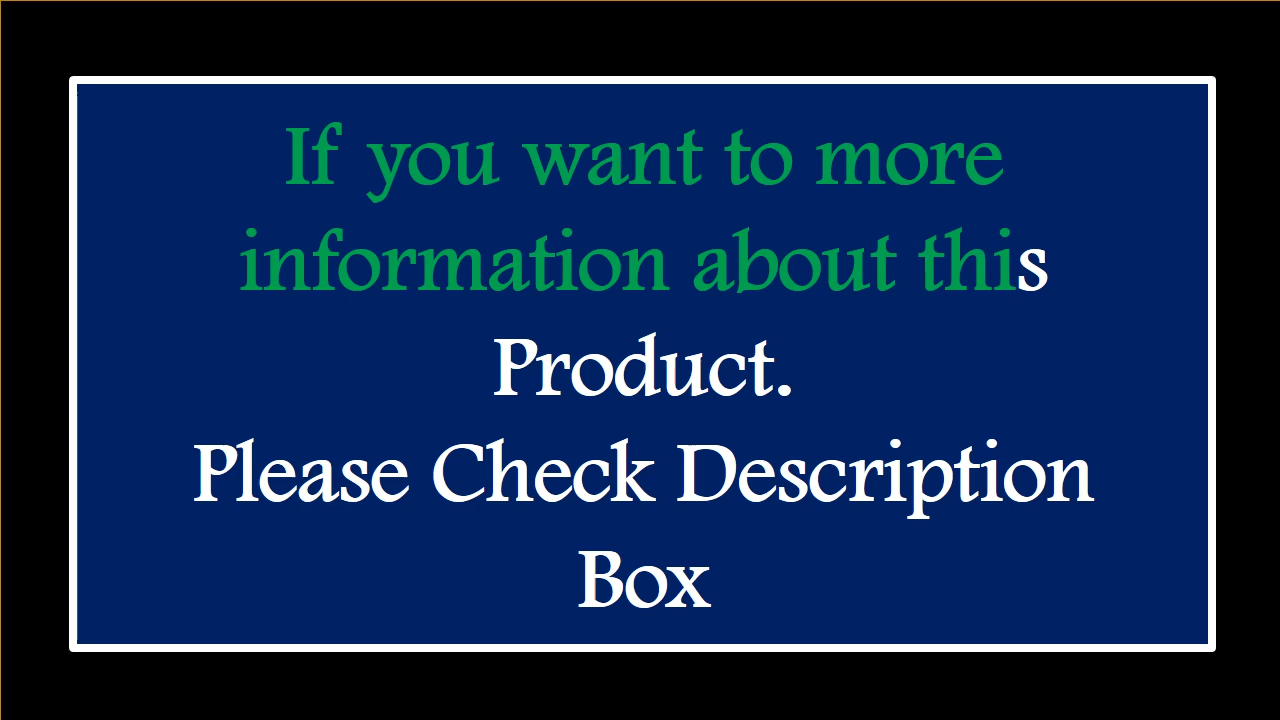 If you want to more
information about this
Product.
Please Check Description
Box